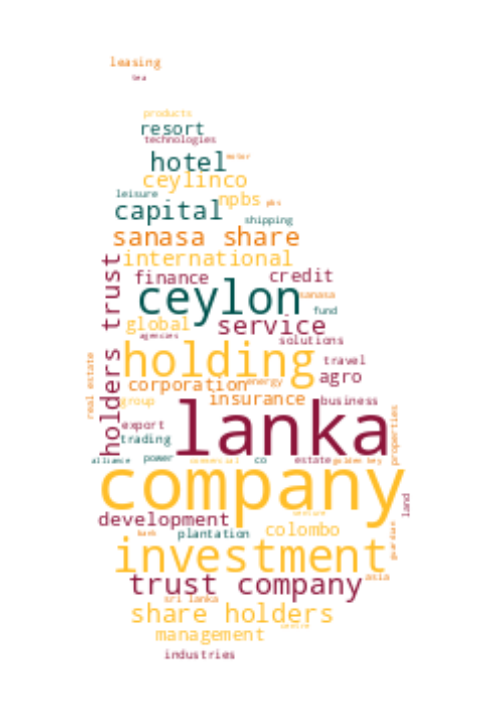 leasing
tea
products
resort
technologies
hotel motor
ceylinco
leisure npbs plc
capital shipping
sanasa share
international
holders trust
finance credit
ceylon sanasa
fund
global service
agencies solutions
holding travel
real estate
agro
corporation energy
group insurance business
lanka
export
trading
properties
alliance power commercial co estate golden key
company
land
development venture
bank plantation colombo
guardian
investment
trust company asia
sri lanka
share holders
centre
management
industries